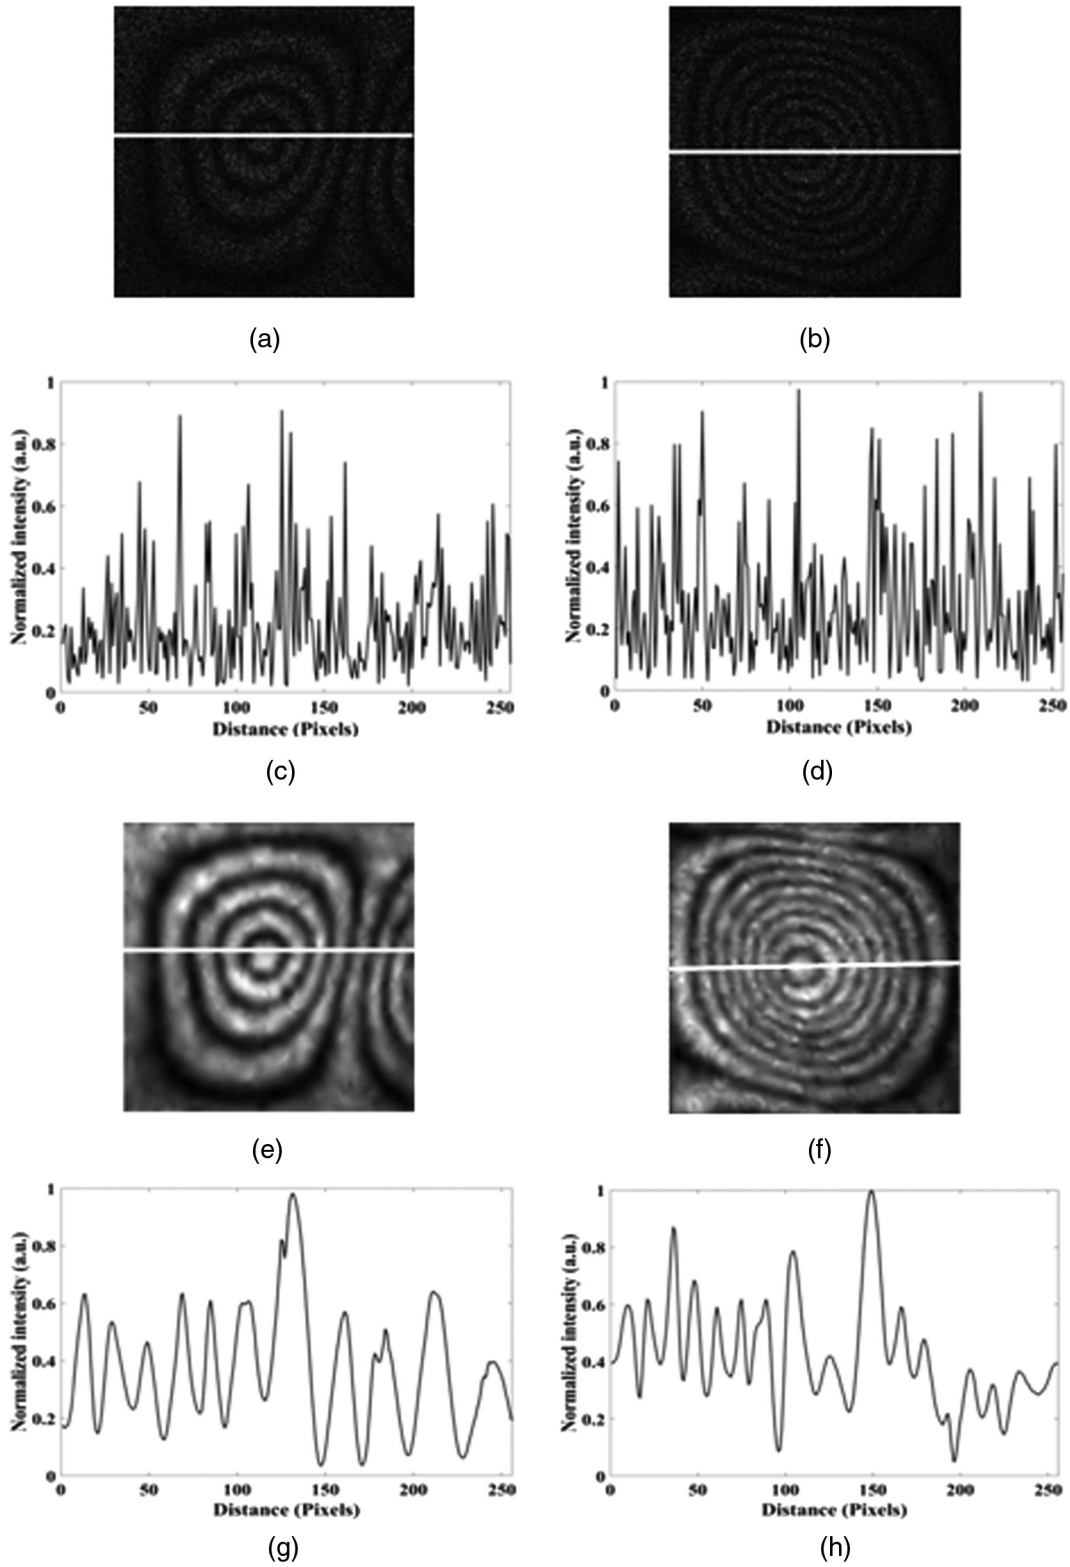 (a)
(b)
Normalized intensity (a.u.)
1
0.8
0.6
0.4
0.2
0
0 50 100 150 200 250
Distance (Pixels)
(c)
Normalized intensity (a.u.)
1
0.8
0.6
0.4
0.2
0
0 50 100 150 200 250
Distance (Pixels)
(d)
(e)
(f)
Normalized intensity (a.u.)
1
0.8
0.6
0.4
0.2
0
0 50 100 150 200 250
Distance (Pixels)
(g)
Normalized intensity (a.u.)
1
0.8
0.6
0.4
0.2
0
0 50 100 150 200 250
Distance (Pixels)
(h)